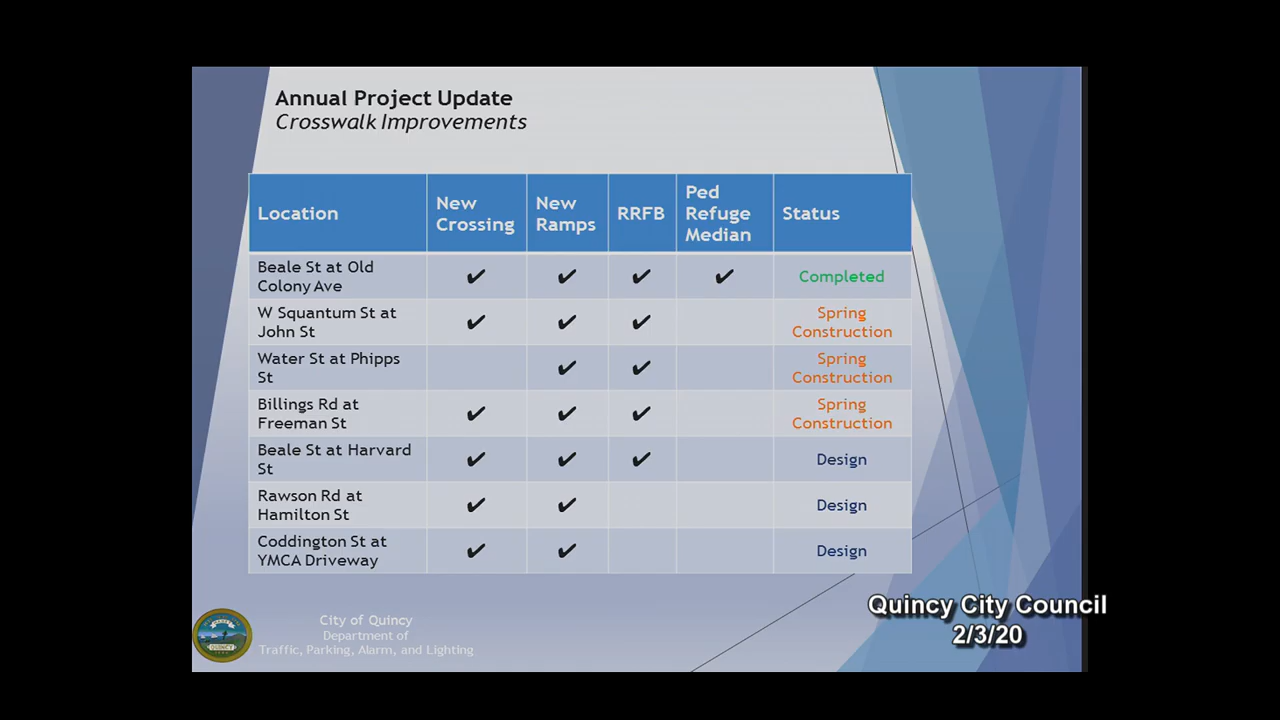 Annual Project Update
Crosswalk Improvements
Location
New
Crossing
New
Ramps
RRFB
Ped
Refuge
Median
Status
Beale St at Old
Colony Ave
✔
✔
✔
✔
Completed
W Squantum St at
John St
✔
✔
✔
Spring
Construction
Water St at Phipps
St
✔
✔
Spring
Construction
Billings Rd at
Freeman St
✔
✔
✔
Spring
Construction
Beale St at Harvard
St
✔
✔
✔
Design
Rawson Rd at
Hamilton St
✔
✔
Design
Coddington St at
YMCA Driveway
✔
✔
Design
QUINCY
City of Quincy
Department of
Traffic, Parking, Alarm, and Lighting
Quincy City Council
2/3/20